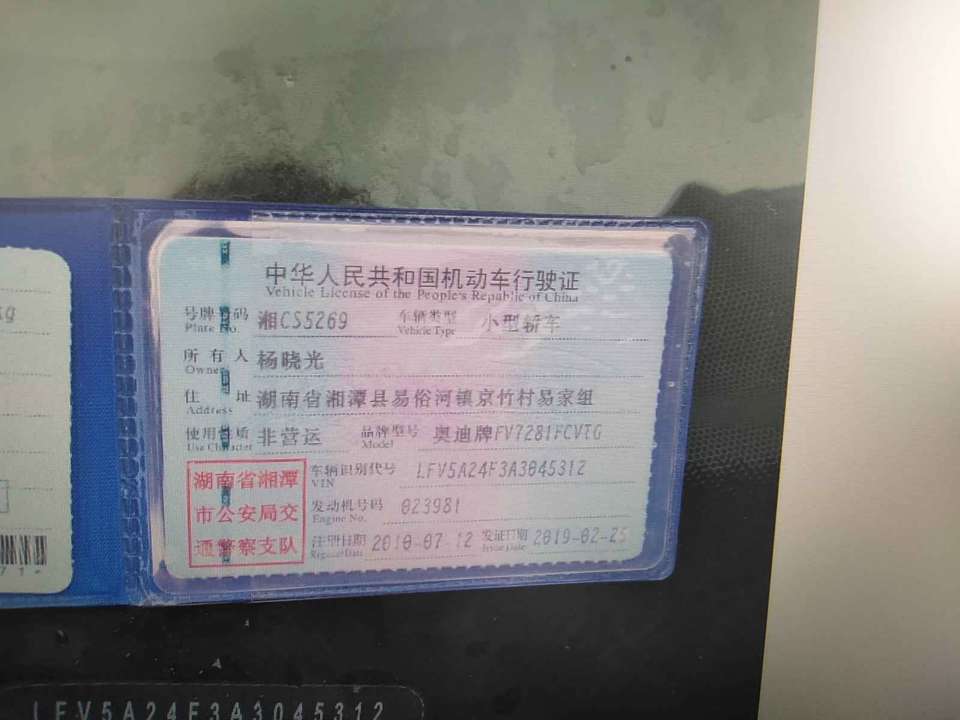 中华人民共和国机动车行驶证
Vehicle License of the People's Republic of China
号牌号码 湘CS5269 车辆类型 小型轿车
Plate No. Vehicle Type
所有人 杨晓光
Owner
住址 湖南省湘潭县易俗河镇京竹村易家组
Address
使用性质 非营运 品牌型号 奥迪牌FV7281FCVTG
Use Character Model
湖南省湘潭
市公安局交
通警察支队
车辆识别代号 LFV5A24F3A3045312
VIN
发动机号码 023981
Engine No.
注册日期 2010-07-12 发证日期 2019-02-25
Register Date Issue Date
LFV5A24F3A3045312